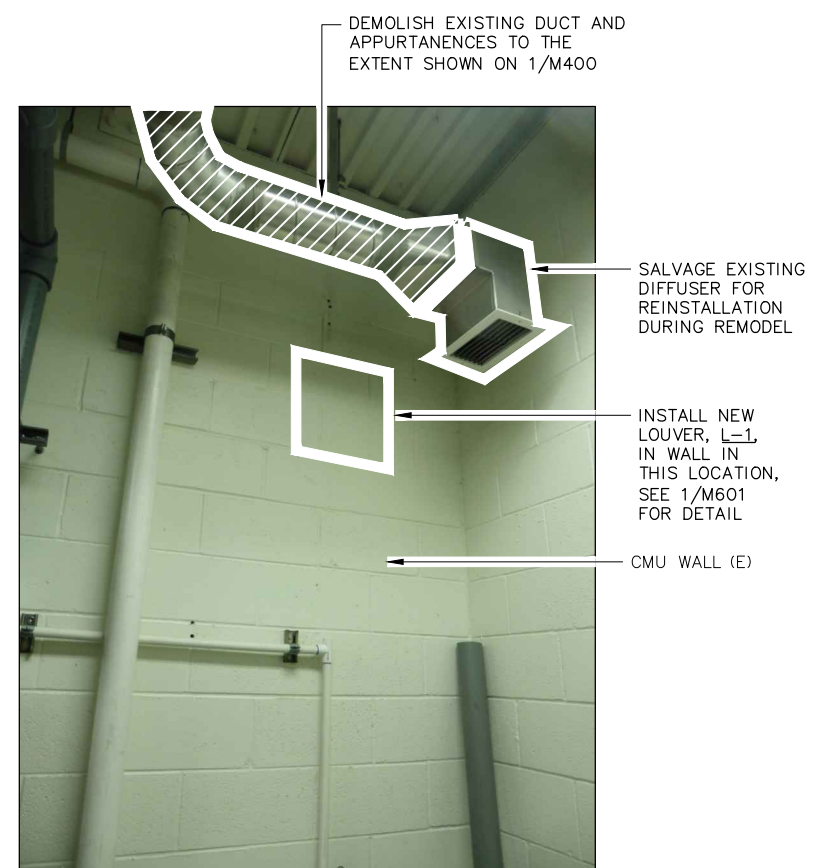 DEMOLISH EXISTING DUCT AND
APPURTANENCES TO THE
EXTENT SHOWN ON 1/M400
SALVAGE EXISTING
DIFFUSER FOR
REINSTALLATION
DURING REMODEL
INSTALL NEW
LOUVER, L-1,
IN WALL IN
THIS LOCATION,
SEE 1/M601
FOR DETAIL
CMU WALL (E)